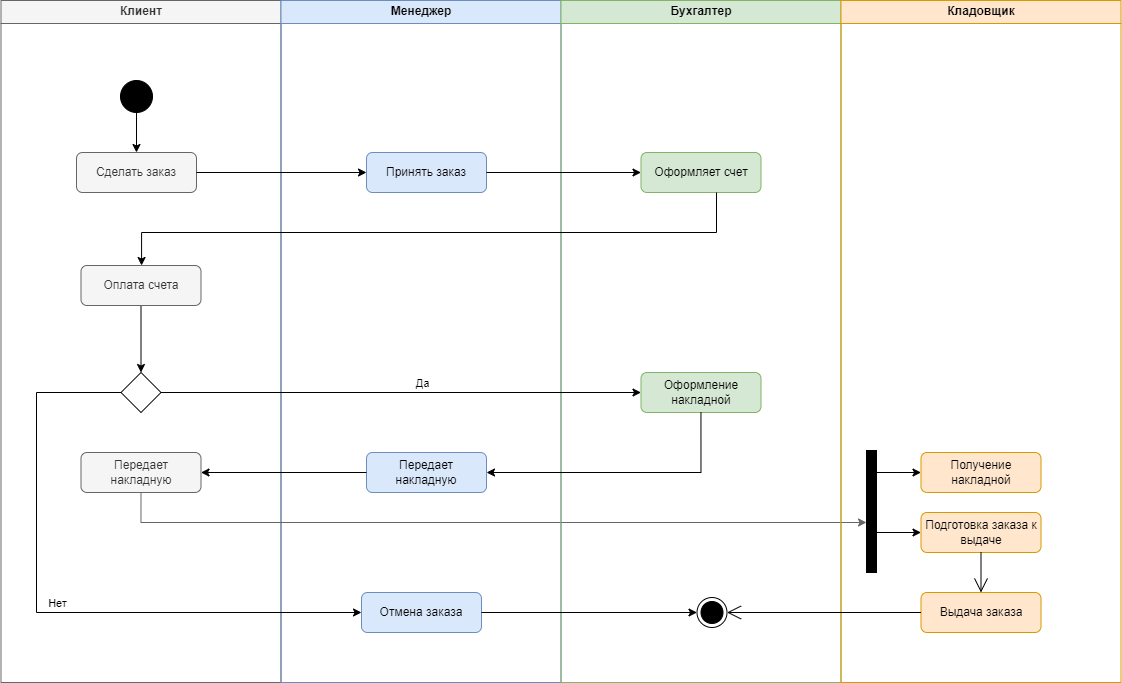 Клиент
Менеджер
Бухгалтер
Кладовщик
Сделать заказ
Принять заказ
Оформляет счет
Оплата счета
Да
Оформление
накладной
Передает
накладную
Передает
накладную
Получение
накладной
Подготовка заказа к
выдаче
Нет
Отмена заказа
Выдача заказа